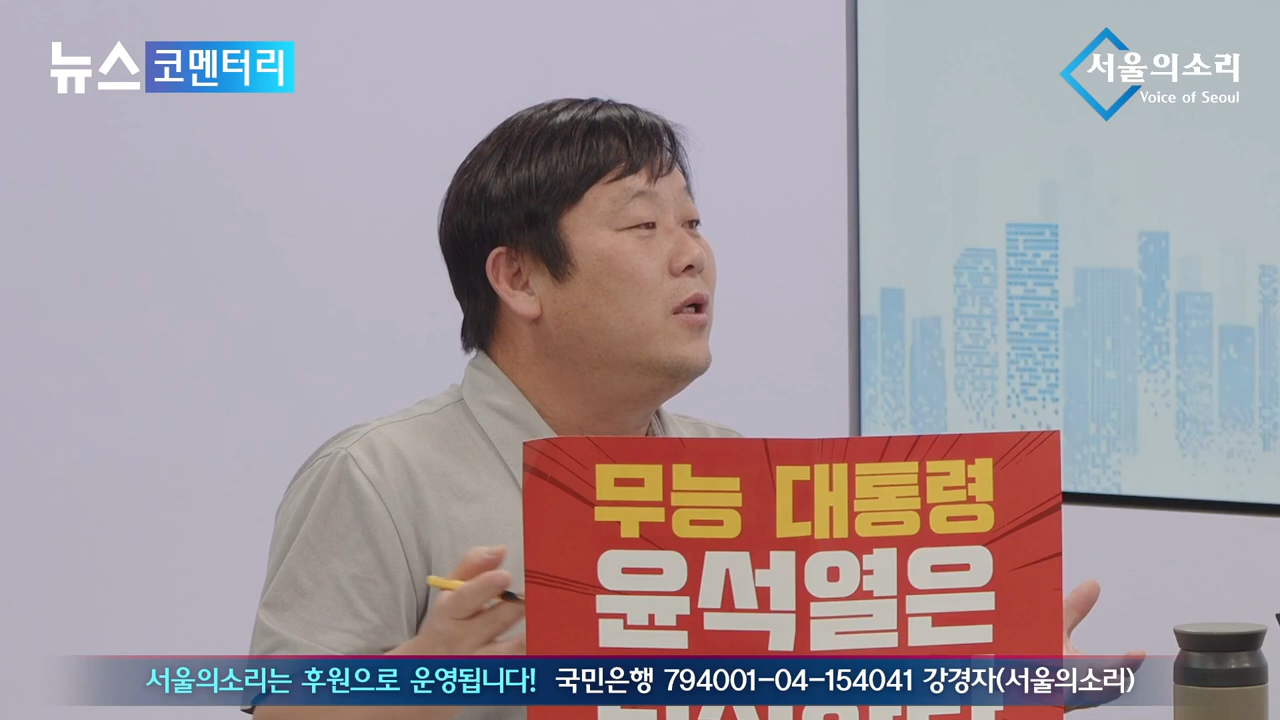 뉴스 코멘터리
서울의소리
Voice of Seoul
무능 대통령
윤석열은
서울의소리는 후원으로 운영됩니다! 국민은행 794001-04-154041 강경자(서울의소리)